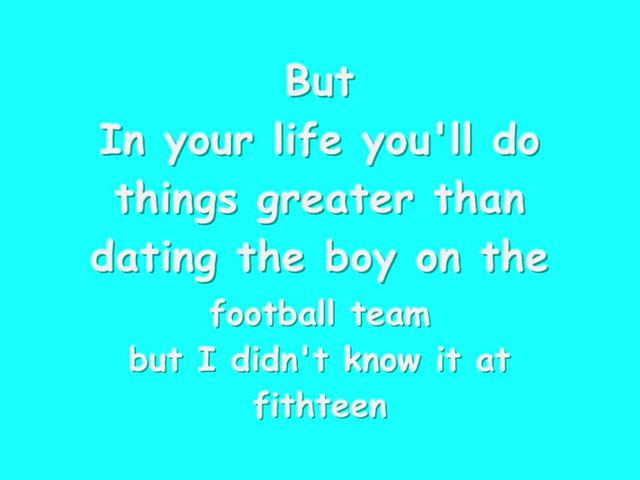 But
In your life you'll do
things greater than
dating the boy on the
football team
but I didn't know it at
fithteen